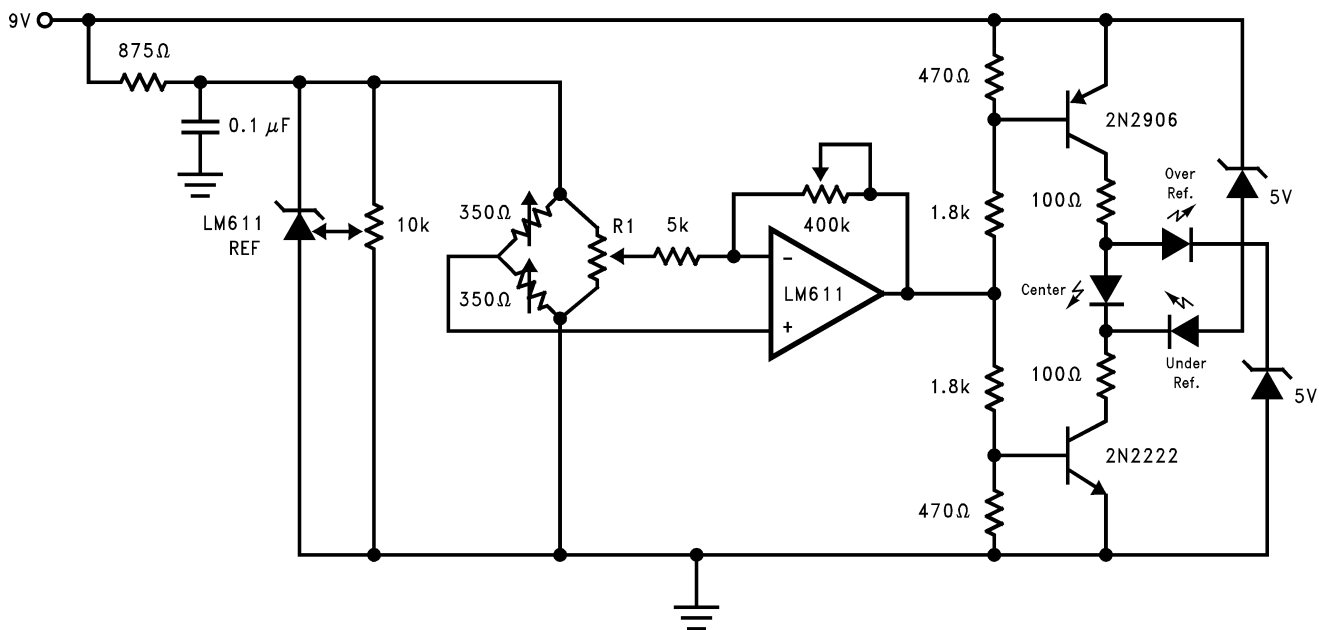 9V
875Ω
0.1 μF
LM611
REF
10k
350Ω
350Ω
R1
5k
400k
LM611
-
+
470Ω
1.8k
1.8k
470Ω
2N2906
100Ω
Over
Ref.
5V
Center
Under
Ref.
100Ω
5V
2N2222